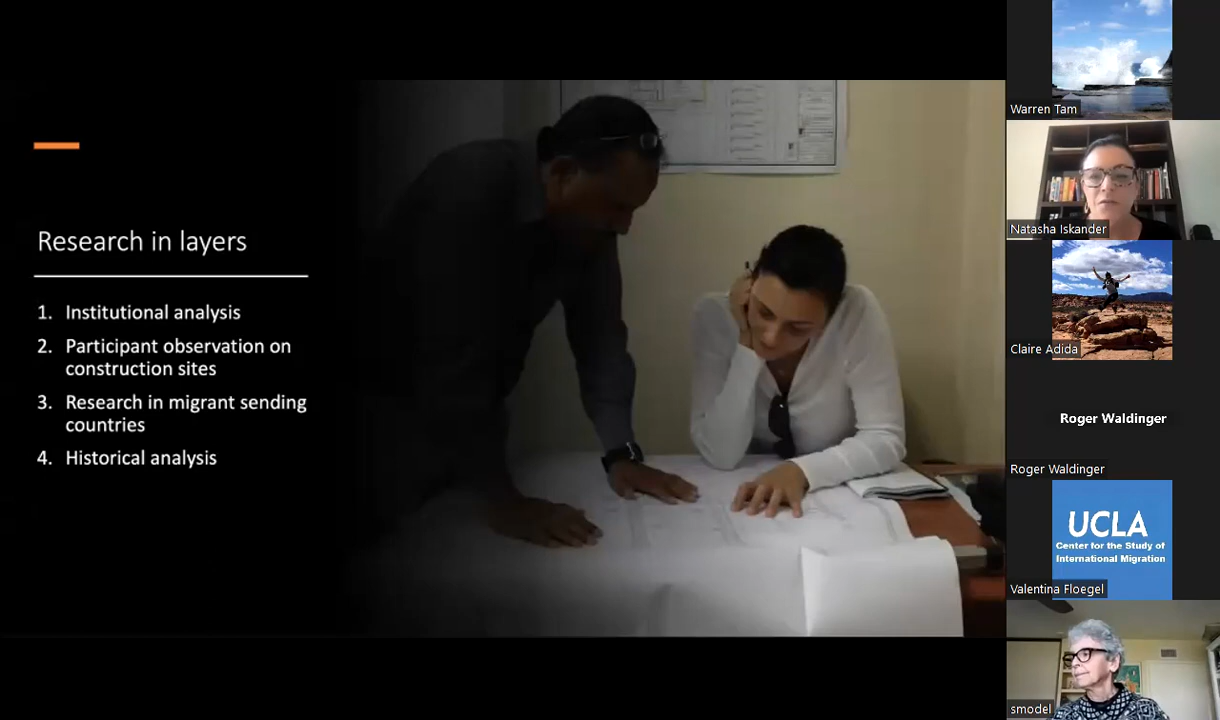 Research in layers
1. Institutional analysis
2. Participant observation on
construction sites
3. Research in migrant sending
countries
4. Historical analysis
Warren Tam
Natasha Iskander
Claire Adida
Roger Waldinger
Roger Waldinger
UCLA
Center for the Study of
International Migration
Valentina Floegel
smodel